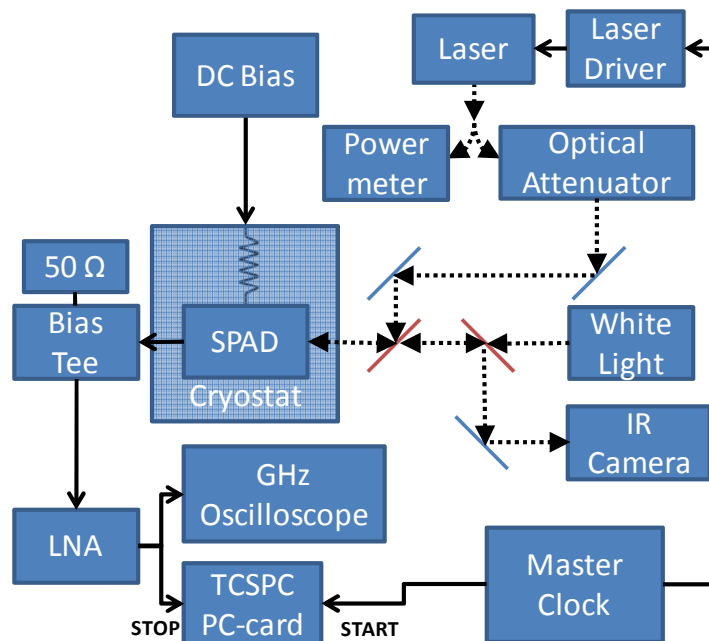 DC Bias
Laser
Laser
Driver
Power
meter
Optical
Attenuator
50 Ω
Bias
Tee
SPAD
Cryostat
White
Light
IR
Camera
GHz
Oscilloscope
LNA
TCSPC
PC-card
STOP
START
Master
Clock